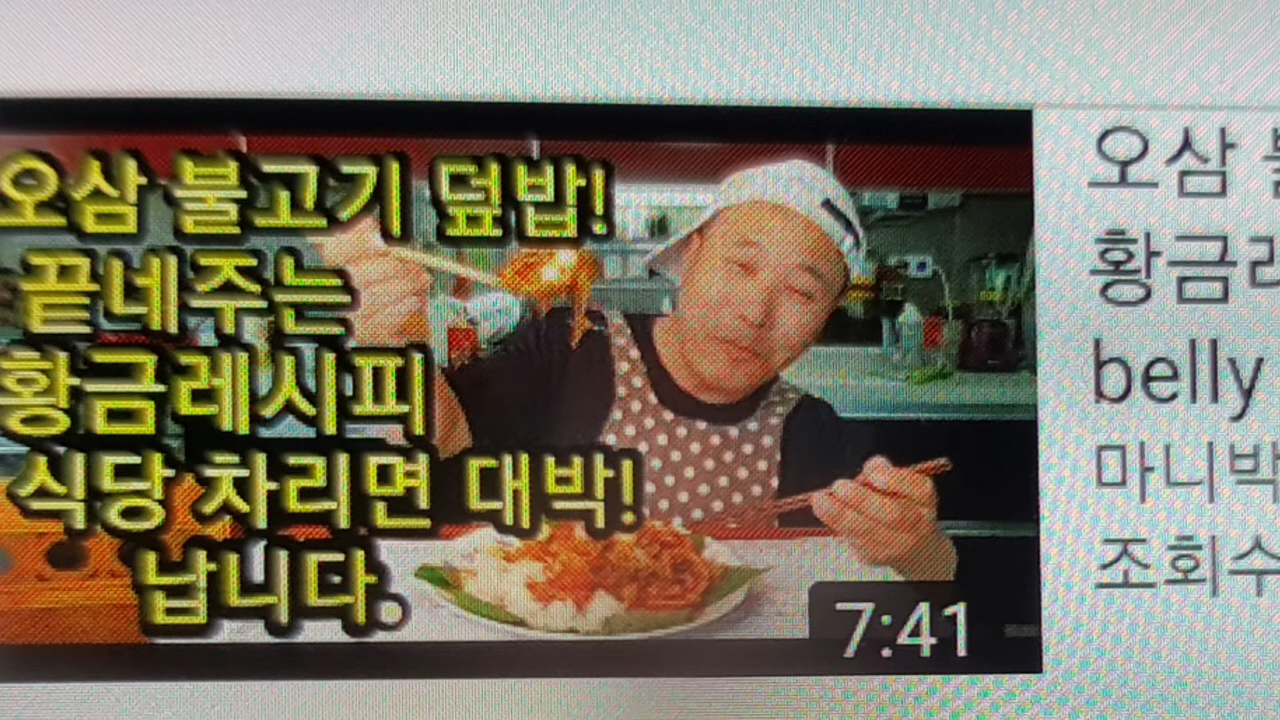 오삼 불고기 덮밥!
끝네주는
황금레시피
식당 차리면 대박!
납니다.
7:41
오삼
황금
belly
마니박
조회수